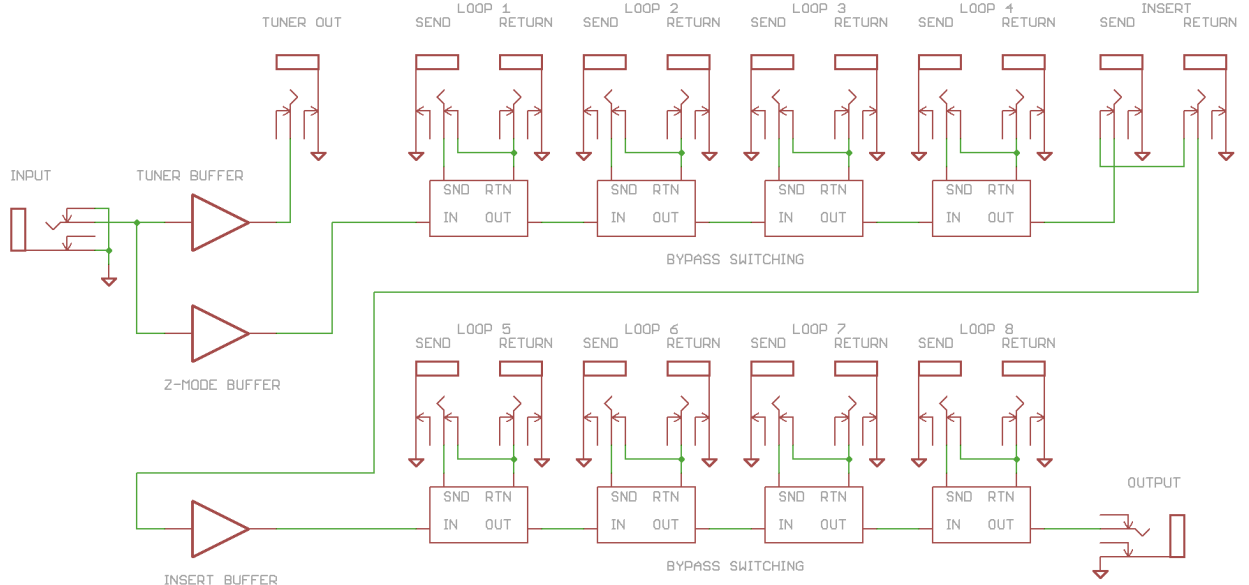 LOOP 1 LOOP 2 LOOP 3 LOOP 4 INSERT
TUNER OUT SEND RETURN SEND RETURN SEND RETURN SEND RETURN SEND RETURN
INPUT TUNER BUFFER
SND RTN SND RTN SND RTN SND RTN
IN OUT IN OUT IN OUT IN OUT
BYPASS SWITCHING
LOOP 5 LOOP 6 LOOP 7 LOOP 8
SEND RETURN SEND RETURN SEND RETURN SEND RETURN
Z-MODE BUFFER
OUTPUT
SND RTN SND RTN SND RTN SND RTN
IN OUT IN OUT IN OUT IN OUT
BYPASS SWITCHING
INSERT BUFFER